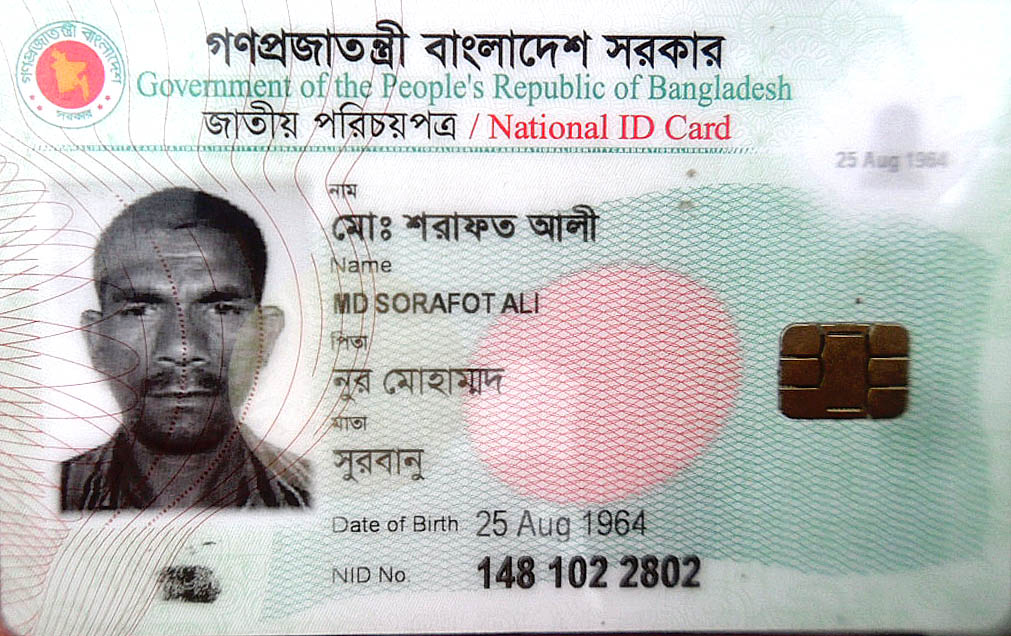 গণপ্রজাতন্ত্রী বাংলাদেশ সরকার
গণপ্রজাতন্ত্রী বাংলাদেশ
সরকার
Government of the People's Republic of Bangladesh
জাতীয় পরিচয়পত্র / National ID Card
25 Aug 1964
নাম
মোঃ শরাফত আলী
Name
MD SORAFOT ALI
পিতা
নুর মোহাম্মদ
মাতা
সুরবানু
Date of Birth 25 Aug 1964
NID No. 148 102 2802